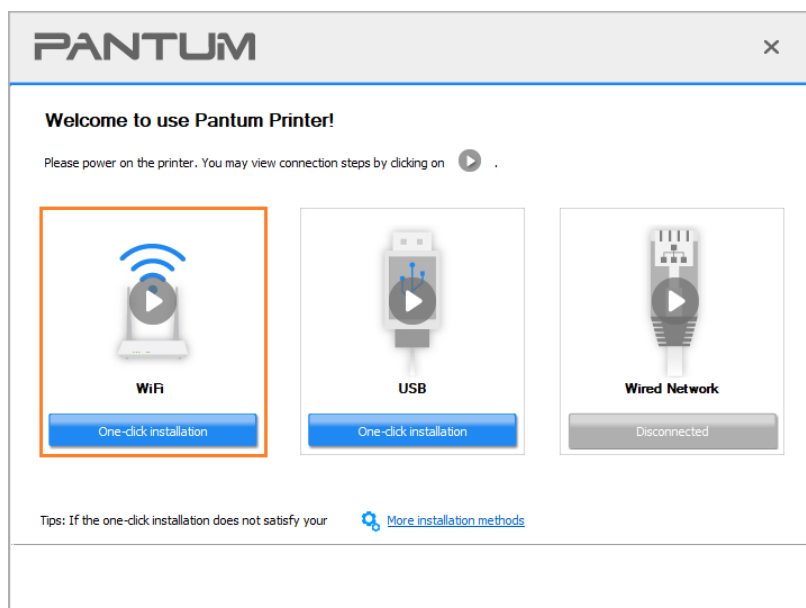 PANTUM
Welcome to use Pantum Printer!
Please power on the printer. You may view connection steps by clicking on .
WiFi
One-click installation
USB
One-click installation
Wired Network
Disconnected
Tips: If the one-click installation does not satisfy your More installation methods